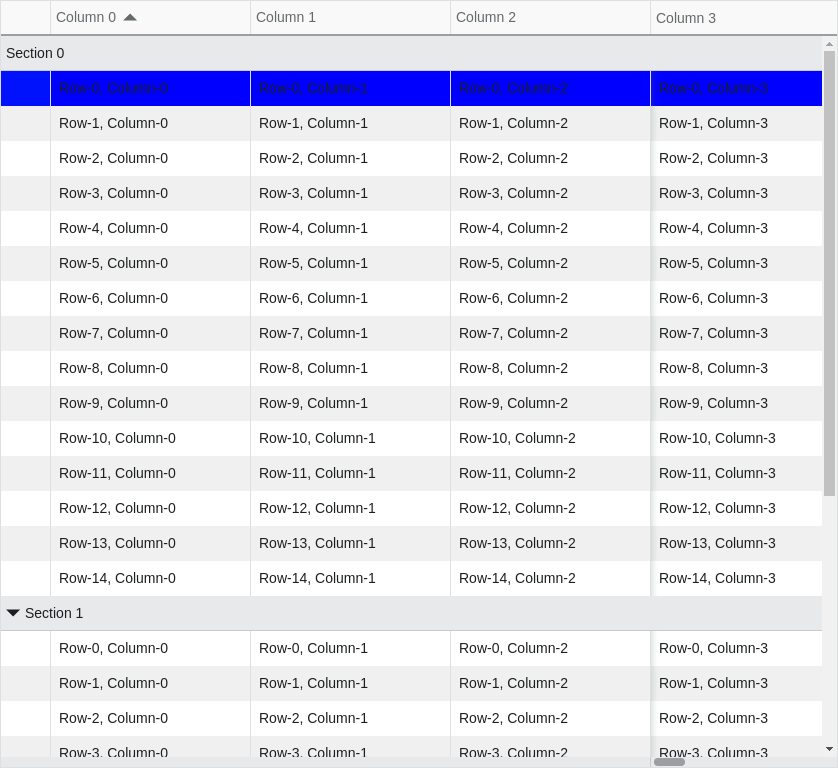 Column 0 Column 1 Column 2 Column 3
Section 0
Row-0, Column-0 Row-0, Column-1 Row-0, Column-2 Row-0, Column-3
Row-1, Column-0 Row-1, Column-1 Row-1, Column-2 Row-1, Column-3
Row-2, Column-0 Row-2, Column-1 Row-2, Column-2 Row-2, Column-3
Row-3, Column-0 Row-3, Column-1 Row-3, Column-2 Row-3, Column-3
Row-4, Column-0 Row-4, Column-1 Row-4, Column-2 Row-4, Column-3
Row-5, Column-0 Row-5, Column-1 Row-5, Column-2 Row-5, Column-3
Row-6, Column-0 Row-6, Column-1 Row-6, Column-2 Row-6, Column-3
Row-7, Column-0 Row-7, Column-1 Row-7, Column-2 Row-7, Column-3
Row-8, Column-0 Row-8, Column-1 Row-8, Column-2 Row-8, Column-3
Row-9, Column-0 Row-9, Column-1 Row-9, Column-2 Row-9, Column-3
Row-10, Column-0 Row-10, Column-1 Row-10, Column-2 Row-10, Column-3
Row-11, Column-0 Row-11, Column-1 Row-11, Column-2 Row-11, Column-3
Row-12, Column-0 Row-12, Column-1 Row-12, Column-2 Row-12, Column-3
Row-13, Column-0 Row-13, Column-1 Row-13, Column-2 Row-13, Column-3
Row-14, Column-0 Row-14, Column-1 Row-14, Column-2 Row-14, Column-3
Section 1
Row-0, Column-0 Row-0, Column-1 Row-0, Column-2 Row-0, Column-3
Row-1, Column-0 Row-1, Column-1 Row-1, Column-2 Row-1, Column-3
Row-2, Column-0 Row-2, Column-1 Row-2, Column-2 Row-2, Column-3
Row-3, Column-0 Row-3, Column-1 Row-3, Column-2 Row-3, Column-3